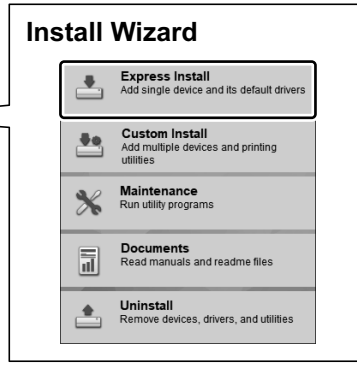 Install Wizard
Express Install
Add single device and its default drivers
Custom Install
Add multiple devices and printing
utilities
Maintenance
Run utility programs
Documents
Read manuals and readme files
Uninstall
Remove devices, drivers, and utilities